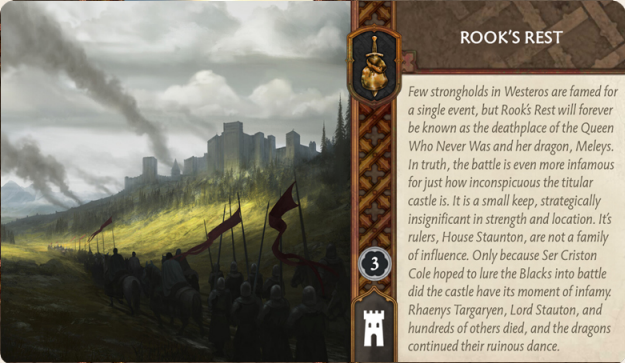 ROOK'S REST
Few strongholds in Westeros are famed for
a single event, but Rook's Rest will forever
be known as the deathplace of the Queen
Who Never Was and her dragon, Meleys.
In truth, the battle is even more infamous
for just how inconspicuous the titular
castle is. It is a small keep, strategically
insignificant in strength and location. It's
rulers, House Staunton, are not a family
of influence. Only because Ser Criston
Cole hoped to lure the Blacks into battle
did the castle have its moment of infamy.
Rhaenys Targaryen, Lord Stauton, and
hundreds of others died, and the dragons
continued their ruinous dance.
3